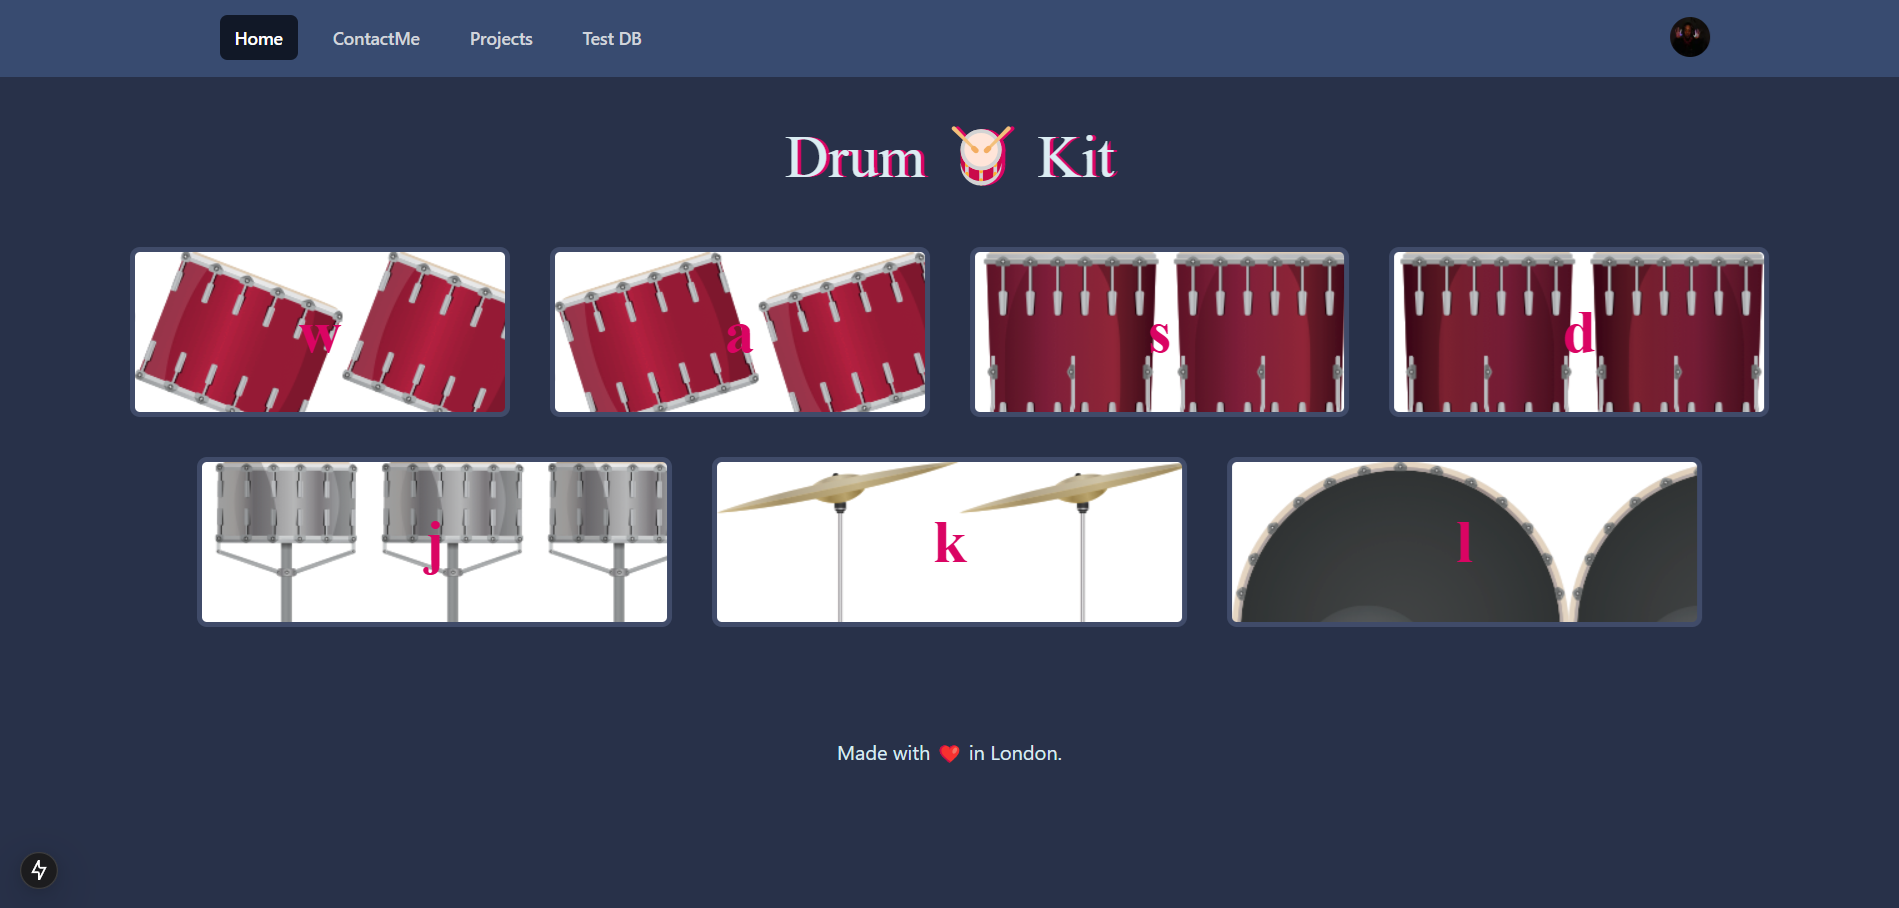 Home ContactMe Projects Test DB
Drum 🥁 Kit
w a s d
j k l
Made with ❤️ in London.